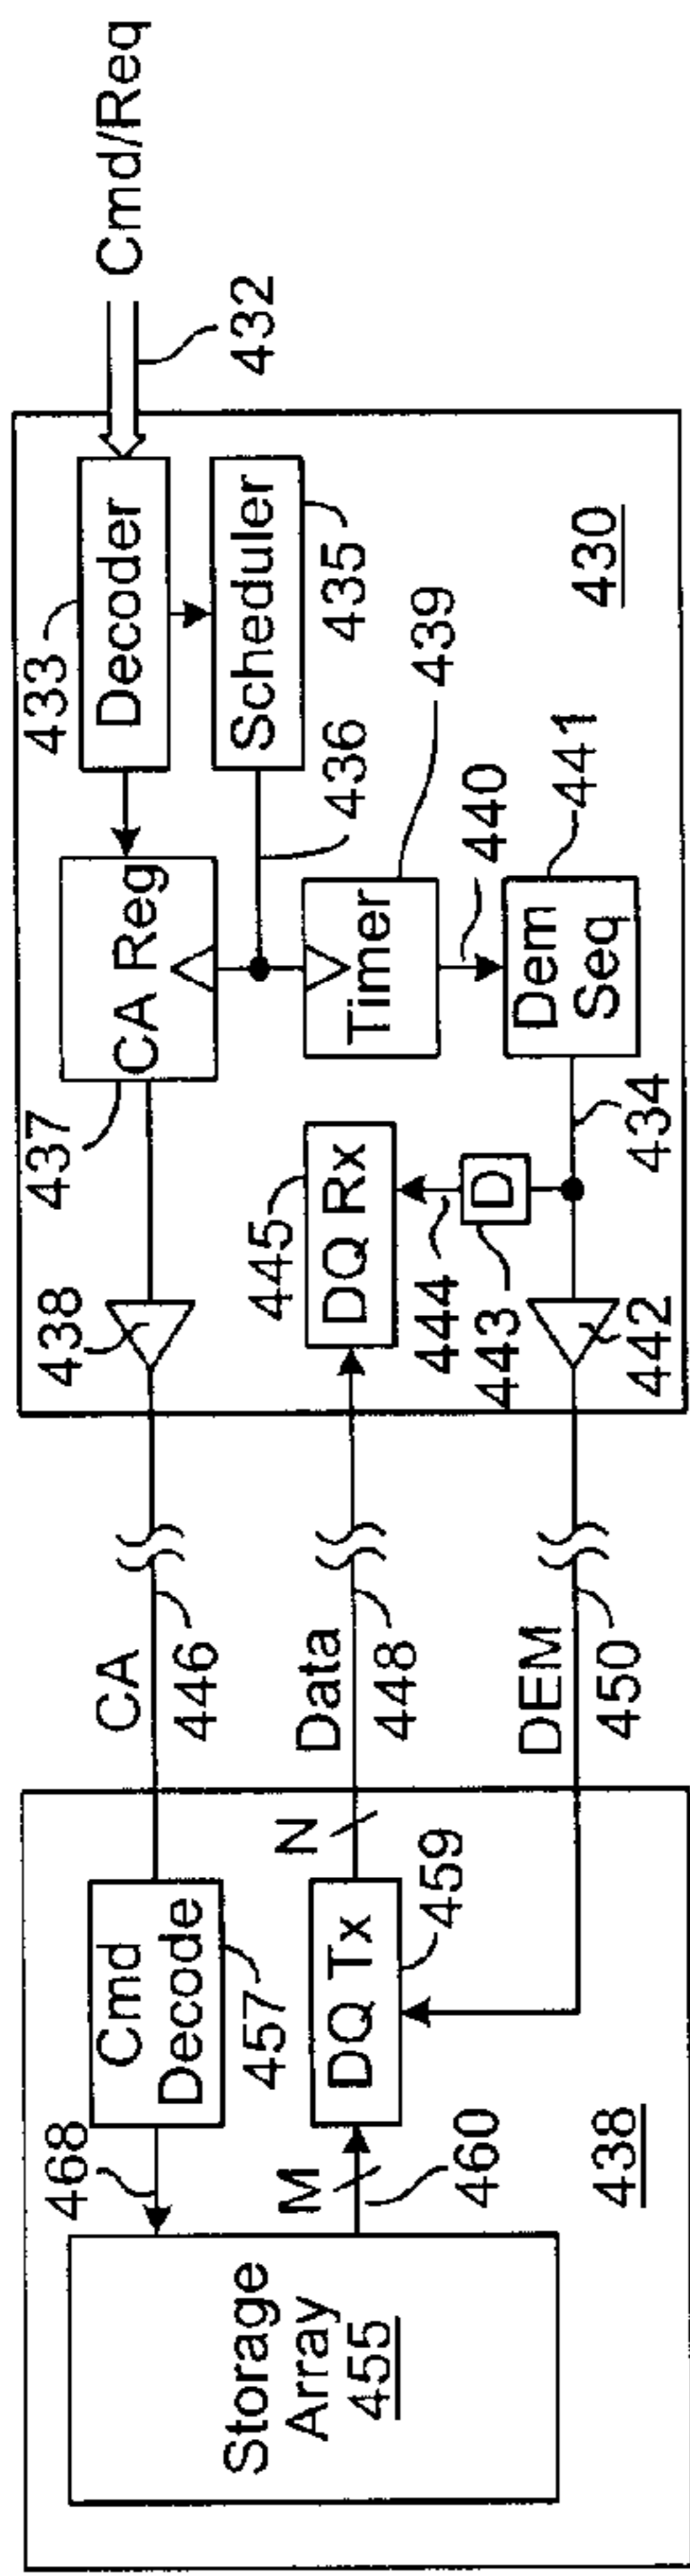 Cmd/Req
432
433
Decoder
Scheduler
435
436
437
CA Reg
Timer
439
440
Dem
Seq
441
430
438
445
DQ Rx
444
D
443
434
442
CA
446
Data
448
DEM
450
468
Cmd
Decode
457
N
DQ Tx
459
M
460
Storage
Array
455
438